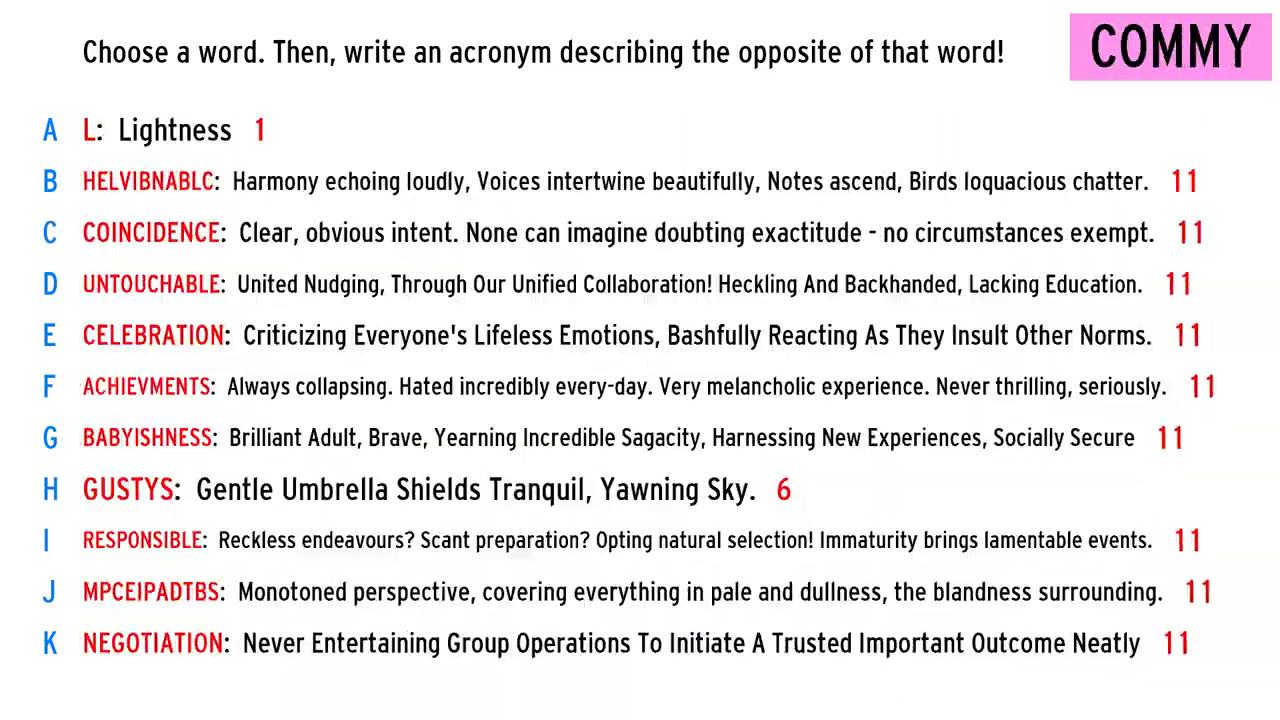 Choose a word. Then, write an acronym describing the opposite of that word!
COMMY
A L: Lightness 1
B HELVIBNABLC: Harmony echoing loudly, Voices intertwine beautifully, Notes ascend, Birds loquacious chatter. 11
C COINCIDENCE: Clear, obvious intent. None can imagine doubting exactitude - no circumstances exempt. 11
D UNTOUCHABLE: United Nudging, Through Our Unified Collaboration! Heckling And Backhanded, Lacking Education. 11
E CELEBRATION: Criticizing Everyone's Lifeless Emotions, Bashfully Reacting As They Insult Other Norms. 11
F ACHIEVMENTS: Always collapsing. Hated incredibly every-day. Very melancholic experience. Never thrilling, seriously. 11
G BABYISHNESS: Brilliant Adult, Brave, Yearning Incredible Sagacity, Harnessing New Experiences, Socially Secure 11
H GUSTYS: Gentle Umbrella Shields Tranquil, Yawning Sky. 6
I RESPONSIBLE: Reckless endeavours? Scant preparation? Opting natural selection! Immaturity brings lamentable events. 11
J MPCEIPADTBS: Monotoned perspective, covering everything in pale and dullness, the blandness surrounding. 11
K NEGOTIATION: Never Entertaining Group Operations To Initiate A Trusted Important Outcome Neatly 11